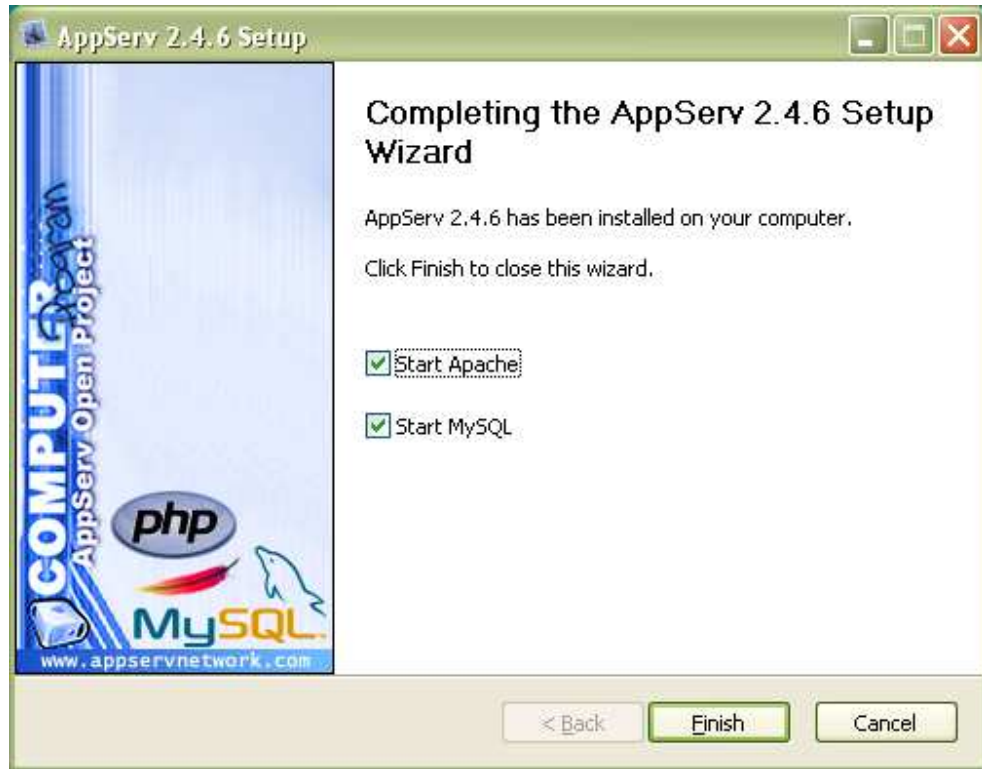 AppServ 2.4.6 Setup
Completing the AppServ 2.4.6 Setup
Wizard
AppServ 2.4.6 has been installed on your computer.
Click Finish to close this wizard.
Start Apache
Start MySQL
COMPUTER
Program
AppServ Open Project
php
MySQL
www.appservnetwork.com
< Back
Finish
Cancel